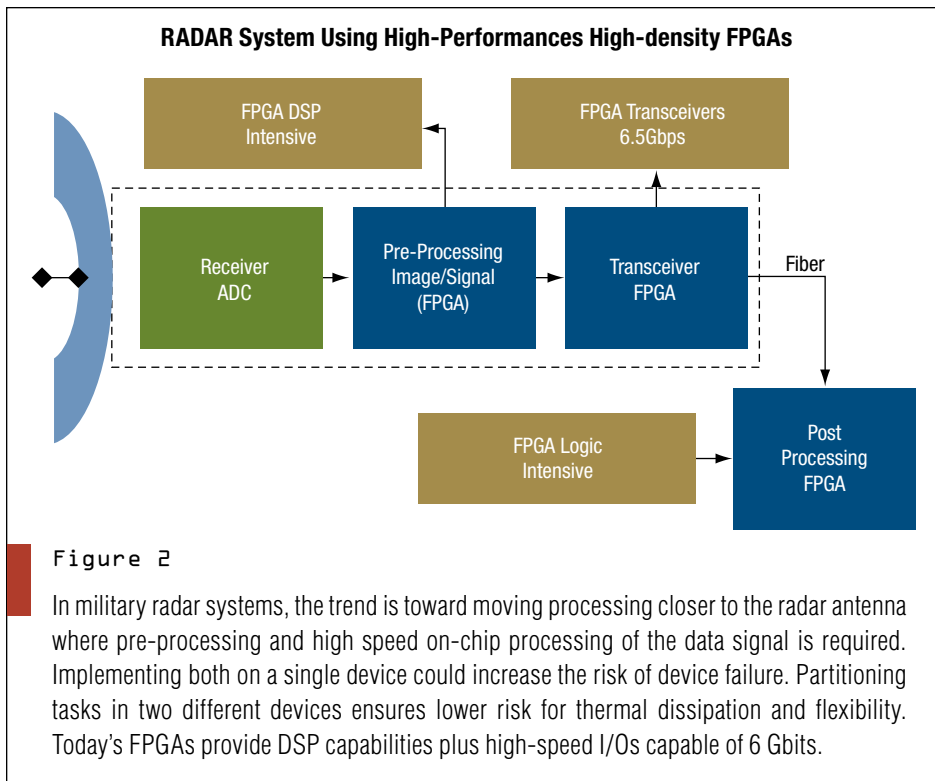 RADAR System Using High-Performances High-density FPGAs
FPGA DSP
Intensive
FPGA Transceivers
6.5Gbps
Receiver
ADC
Pre-Processing
Image/Signal
(FPGA)
Transceiver
FPGA
Fiber
FPGA Logic
Intensive
Post
Processing
FPGA
Figure 2
In military radar systems, the trend is toward moving processing closer to the radar antenna
where pre-processing and high speed on-chip processing of the data signal is required.
Implementing both on a single device could increase the risk of device failure. Partitioning
tasks in two different devices ensures lower risk for thermal dissipation and flexibility.
Today's FPGAs provide DSP capabilities plus high-speed I/Os capable of 6 Gbits.